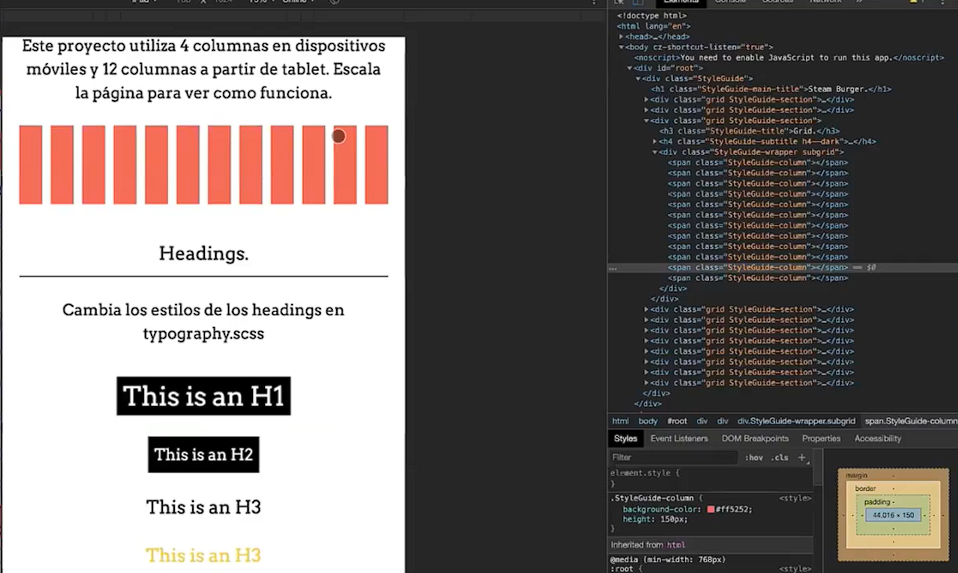 Elements
<!doctype html>
<html lang="en">
<head>…</head>
<body cz-shortcut-listen="true">
<noscript>You need to enable JavaScript to run this app.</noscript>
<div id="root">
<div class="StyleGuide">
<h1 class="StyleGuide-main-title">Steam Burger.</h1>
<div class="grid StyleGuide-section">…</div>
<div class="grid StyleGuide-section">…</div>
<div class="grid StyleGuide-section">
<h3 class="StyleGuide-title">Grid.</h3>
<h4 class="StyleGuide-subtitle h4--dark">…</h4>
<div class="StyleGuide-wrapper subgrid">
<span class="StyleGuide-column"></span>
<span class="StyleGuide-column"></span>
<span class="StyleGuide-column"></span>
<span class="StyleGuide-column"></span>
<span class="StyleGuide-column"></span>
<span class="StyleGuide-column"></span>
<span class="StyleGuide-column"></span>
<span class="StyleGuide-column"></span>
<span class="StyleGuide-column"></span>
<span class="StyleGuide-column"></span>
<span class="StyleGuide-column"></span> == $0
<span class="StyleGuide-column"></span>
</div>
</div>
<div class="grid StyleGuide-section">…</div>
<div class="grid StyleGuide-section">…</div>
<div class="grid StyleGuide-section">…</div>
<div class="grid StyleGuide-section">…</div>
<div class="grid StyleGuide-section">…</div>
<div class="grid StyleGuide-section">…</div>
<div class="grid StyleGuide-section">…</div>
<div class="grid StyleGuide-section">…</div>
</div>
</div>
html body #root div div div.StyleGuide-wrapper.subgrid span.StyleGuide-column
Styles Event Listeners DOM Breakpoints Properties Accessibility
Filter :hov .cls +
element.style {
}
.StyleGuide-column { <style>
background-color: #ff5252;
height: 150px;
}
Inherited from html
@media (min-width: 768px)
:root { <style>
margin
border
padding
44,016 × 150
Este proyecto utiliza 4 columnas en dispositivos
móviles y 12 columnas a partir de tablet. Escala
la página para ver como funciona.
Headings.
Cambia los estilos de los headings en
typography.scss
This is an H1
This is an H2
This is an H3
This is an H3